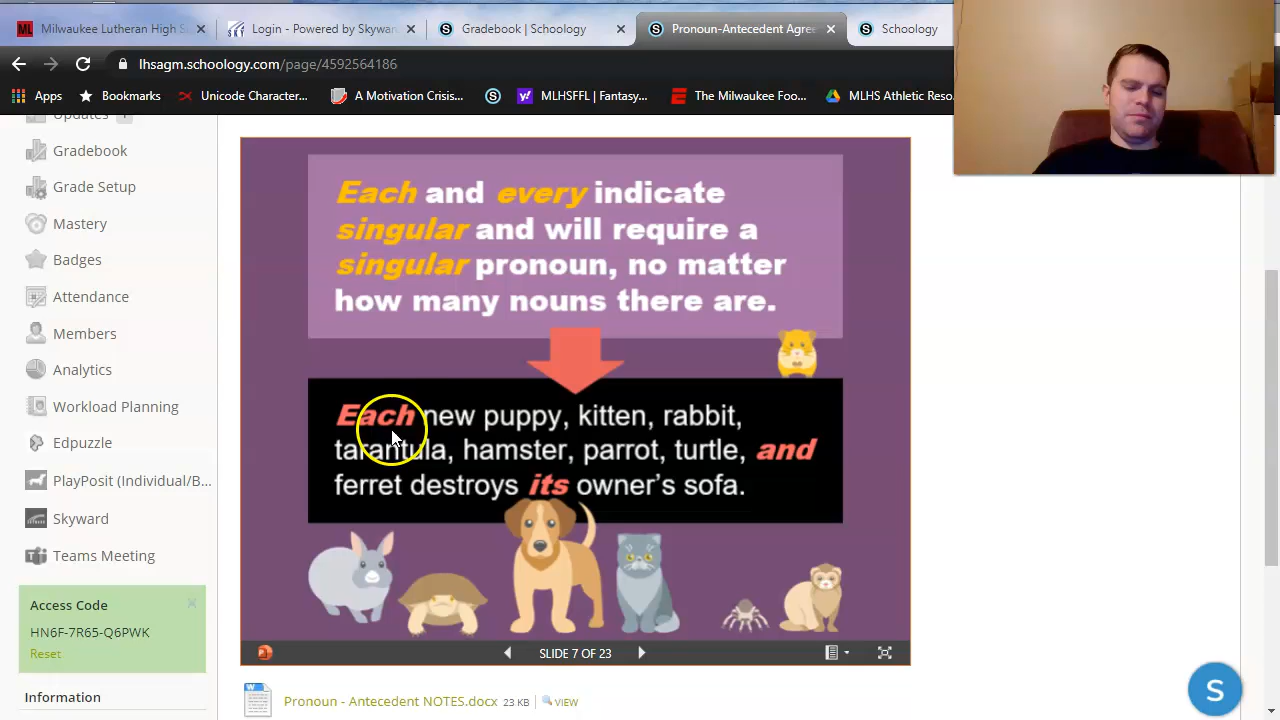 Milwaukee Lutheran High S
Login - Powered by Skywar
Gradebook | Schoology
Pronoun-Antecedent Agre
Schoology
lhsagm.schoology.com/page/4592564186
Apps
Bookmarks
Unicode Character...
A Motivation Crisis...
MLHSFFL | Fantasy...
The Milwaukee Foo...
MLHS Athletic Reso
Updates
Gradebook
Grade Setup
Mastery
Badges
Attendance
Members
Analytics
Workload Planning
Edpuzzle
PlayPosit (Individual/B...
Skyward
Teams Meeting
Access Code
HN6F-7R65-Q6PWK
Reset
Information
Each and every indicate
singular and will require a
singular pronoun, no matter
how many nouns there are.
Each new puppy, kitten, rabbit,
tarantula, hamster, parrot, turtle, and
ferret destroys its owner's sofa.
SLIDE 7 OF 23
Pronoun - Antecedent NOTES.docx 23 KB VIEW
S